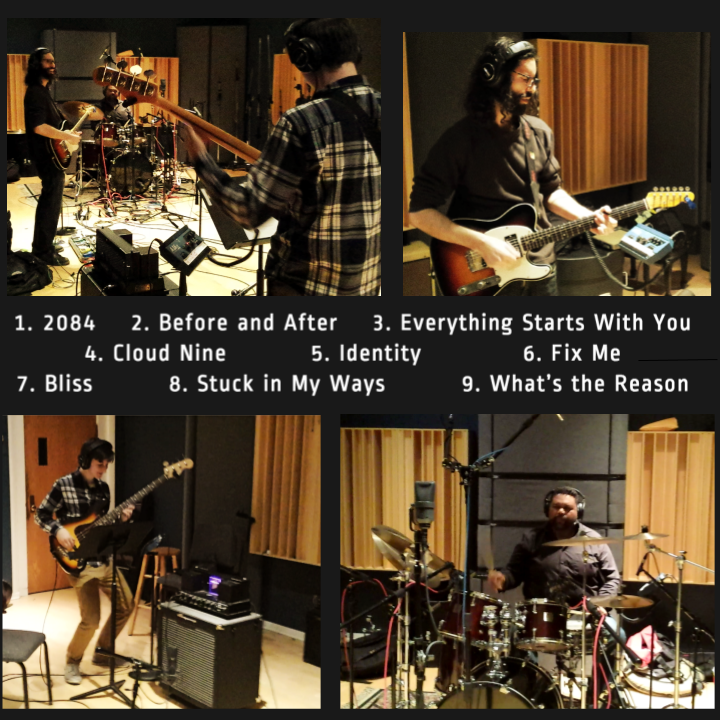 1. 2084 2. Before and After 3. Everything Starts With You
4. Cloud Nine 5. Identity 6. Fix Me
7. Bliss 8. Stuck in My Ways 9. What's the Reason